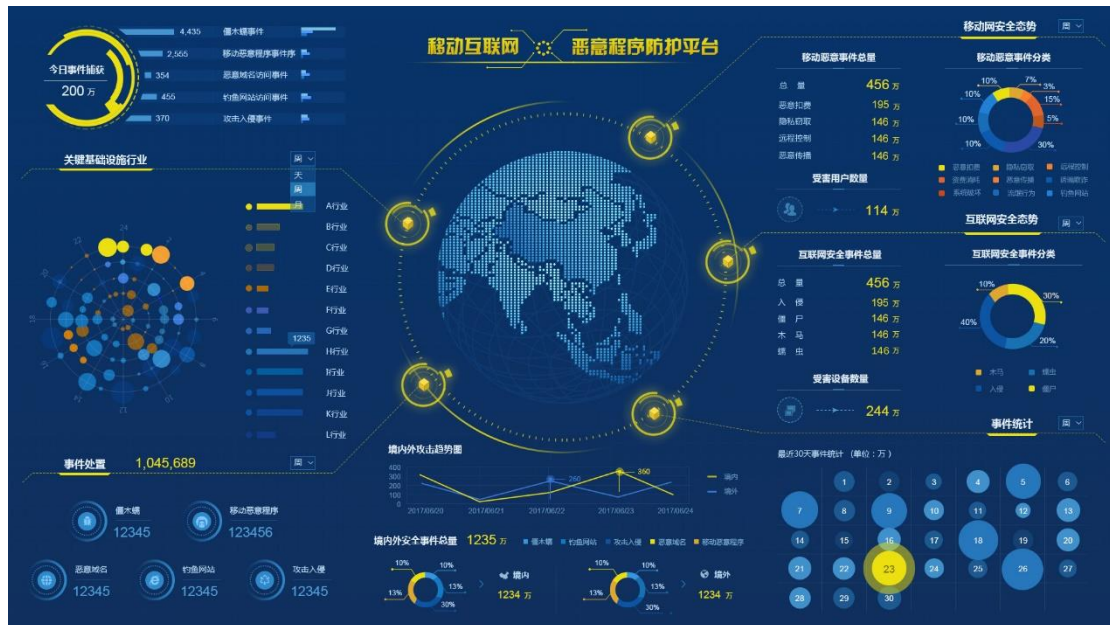 移动互联网 恶意程序防护平台
今日事件捕获
200 万
4,435 僵木蠕事件
2,555 移动恶意程序事件序
354 恶意域名访问事件
455 钓鱼网站访问事件
370 攻击入侵事件
关键基础设施行业
周
天
周
月
A行业
B行业
C行业
D行业
E行业
F行业
G行业
1235
H行业
I行业
J行业
K行业
L行业
事件处置 1,045,689 周
僵木蠕
12345
移动恶意程序
123456
恶意域名
12345
钓鱼网站
12345
攻击入侵
12345
境内外攻击趋势图
400
300
200
100
0
260
360
境内
境外
2017/06/20 2017/06/21 2017/06/22 2017/06/23 2017/06/24
境内外安全事件总量 1235 万
僵木蠕 钓鱼网站 攻击入侵 恶意域名 移动恶意程序
10% 10%
13%
13%
30%
境内
1234 万
10% 10%
13%
13%
30%
境外
1234 万
移动网安全态势 周
移动恶意事件总量
总 量 456 万
恶意扣费 195 万
隐私窃取 146 万
远程控制 146 万
恶意传播 146 万
受害用户数量
114 万
移动恶意事件分类
10% 7% 3%
10% 15%
10% 5%
10% 30%
恶意扣费 隐私窃取 远程控制
资费消耗 恶意传播 诱骗欺诈
系统破坏 流氓行为 钓鱼网站
互联网安全态势 周
互联网安全事件总量
总 量 456 万
入 侵 195 万
僵 尸 146 万
木 马 146 万
蠕 虫 146 万
受害设备数量
244 万
互联网安全事件分类
10%
30%
40%
20%
木马 蠕虫
入侵 僵尸
事件统计 周
最近30天事件统计 (单位:万)
1 2 3 4 5 6
7 8 9 10 11 12 13
14 15 16 17 18 19 20
21 22 23 24 25 26 27
28 29 30